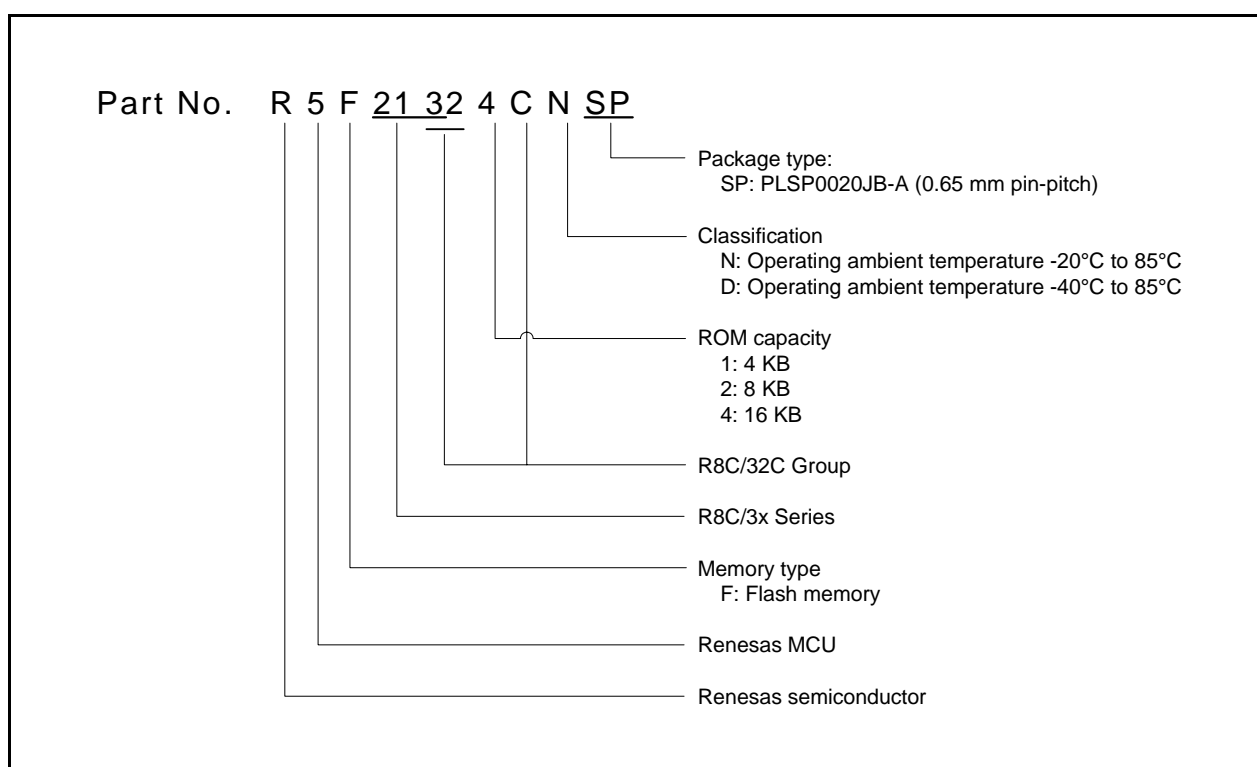 Part No. R 5 F 21 32 4 C N SP
Package type:
SP: PLSP0020JB-A (0.65 mm pin-pitch)
Classification
N: Operating ambient temperature -20°C to 85°C
D: Operating ambient temperature -40°C to 85°C
ROM capacity
1: 4 KB
2: 8 KB
4: 16 KB
R8C/32C Group
R8C/3x Series
Memory type
F: Flash memory
Renesas MCU
Renesas semiconductor